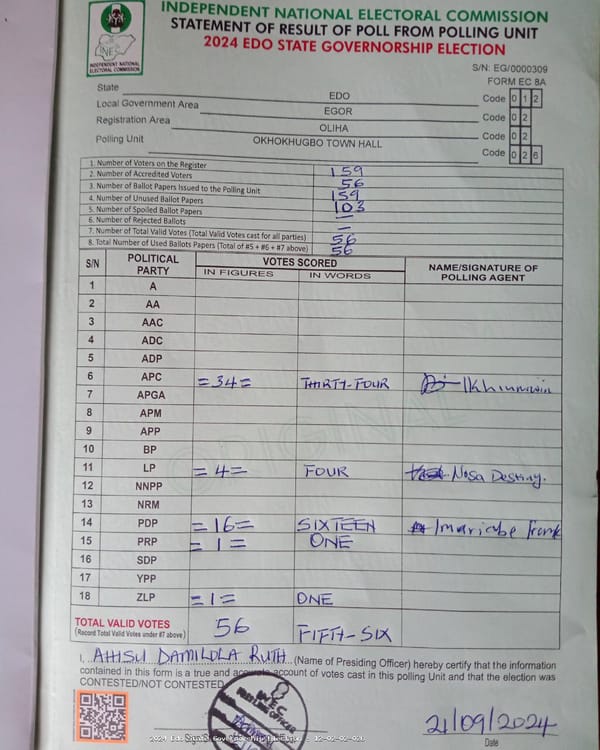 INDEPENDENT NATIONAL ELECTORAL COMMISSION
STATEMENT OF RESULT OF POLL FROM POLLING UNIT
2024 EDO STATE GOVERNORSHIP ELECTION
INDEPENDENT NATIONAL
ELECTORAL COMMISSION
S/N: EG/0000309
FORM EC 8A
State EDO Code 0 1 2
Local Government Area EGOR Code 0 2
Registration Area OLIHA Code 0 2
Polling Unit OKHOKHUGBO TOWN HALL Code 0 2 6
1. Number of Voters on the Register 159
2. Number of Accredited Voters 56
3. Number of Ballot Papers Issued to the Polling Unit 159
4. Number of Unused Ballot Papers 103
5. Number of Spoiled Ballot Papers —
6. Number of Rejected Ballots —
7. Number of Total Valid Votes (Total Valid Votes cast for all parties) 56
8. Total Number of Used Ballots Papers (Total of #5 + #6 + #7 above) 56
S/N POLITICAL PARTY VOTES SCORED NAME/SIGNATURE OF POLLING AGENT
IN FIGURES IN WORDS
1 A
2 AA
3 AAC
4 ADC
5 ADP
6 APC =34= THIRTY-FOUR
7 APGA
8 APM
9 APP
10 BP
11 LP =4= FOUR Nosa Destiny.
12 NNPP
13 NRM
14 PDP =16= SIXTEEN Frank
15 PRP =1= ONE
16 SDP
17 YPP
18 ZLP =1= ONE
TOTAL VALID VOTES 56 FIFTH-SIX
(Record Total Valid Votes under #7 above)
ORIGINAL
I, AHISU DAMILOLA RUTH (Name of Presiding Officer) hereby certify that the information
contained in this form is a true and accurate account of votes cast in this polling Unit and that the election was
CONTESTED/NOT CONTESTED
INEC
PRESIDING OFFICER
21/09/2024
Date